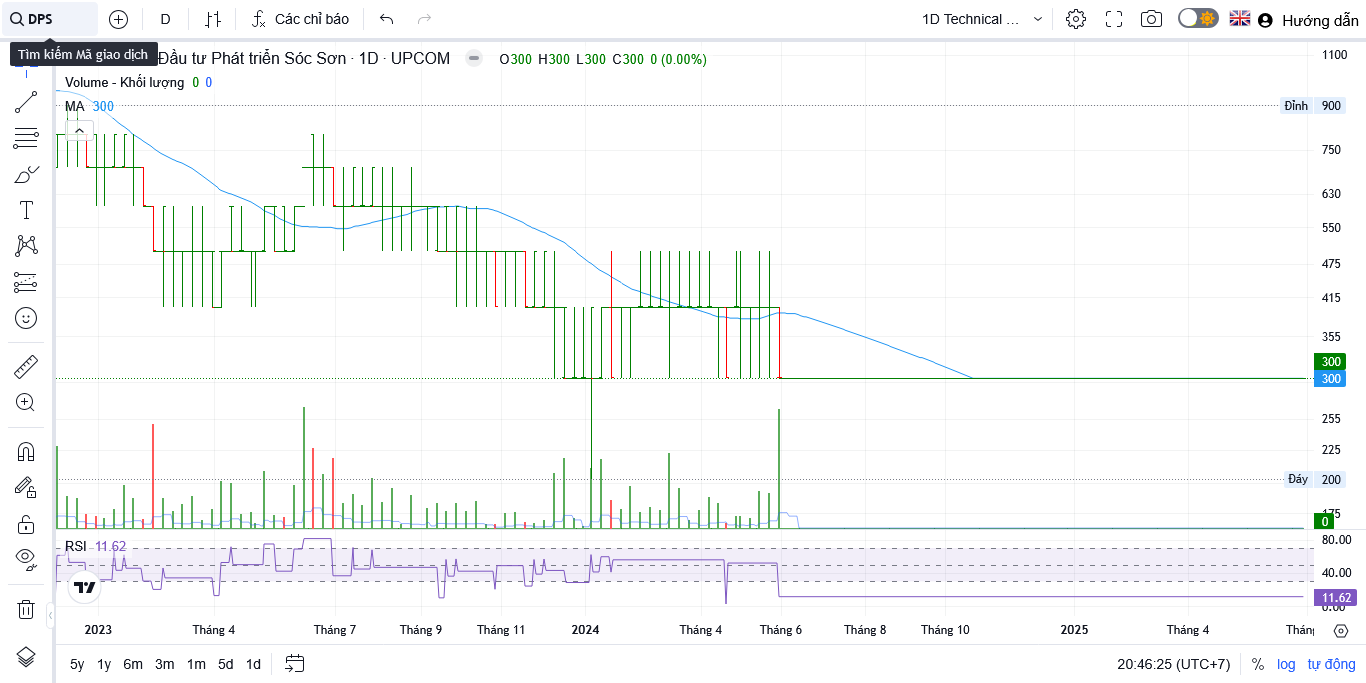 DPS
D
Các chỉ báo
1D Technical ...
Hướng dẫn
Tìm kiếm Mã giao dịch
Đầu tư Phát triển Sóc Sơn · 1D · UPCOM
O300 H300 L300 C300 0 (0.00%)
Volume - Khối lượng 0 0
MA 300
1100
Đỉnh 900
750
630
550
475
415
355
300
300
255
225
Đáy 200
175
0
RSI 11.62
80.00
40.00
11.62
0.00
2023 Tháng 4 Tháng 7 Tháng 9 Tháng 11 2024 Tháng 4 Tháng 6 Tháng 8 Tháng 10 2025 Tháng 4
5y 1y 6m 3m 1m 5d 1d
20:46:25 (UTC+7) % log tự động